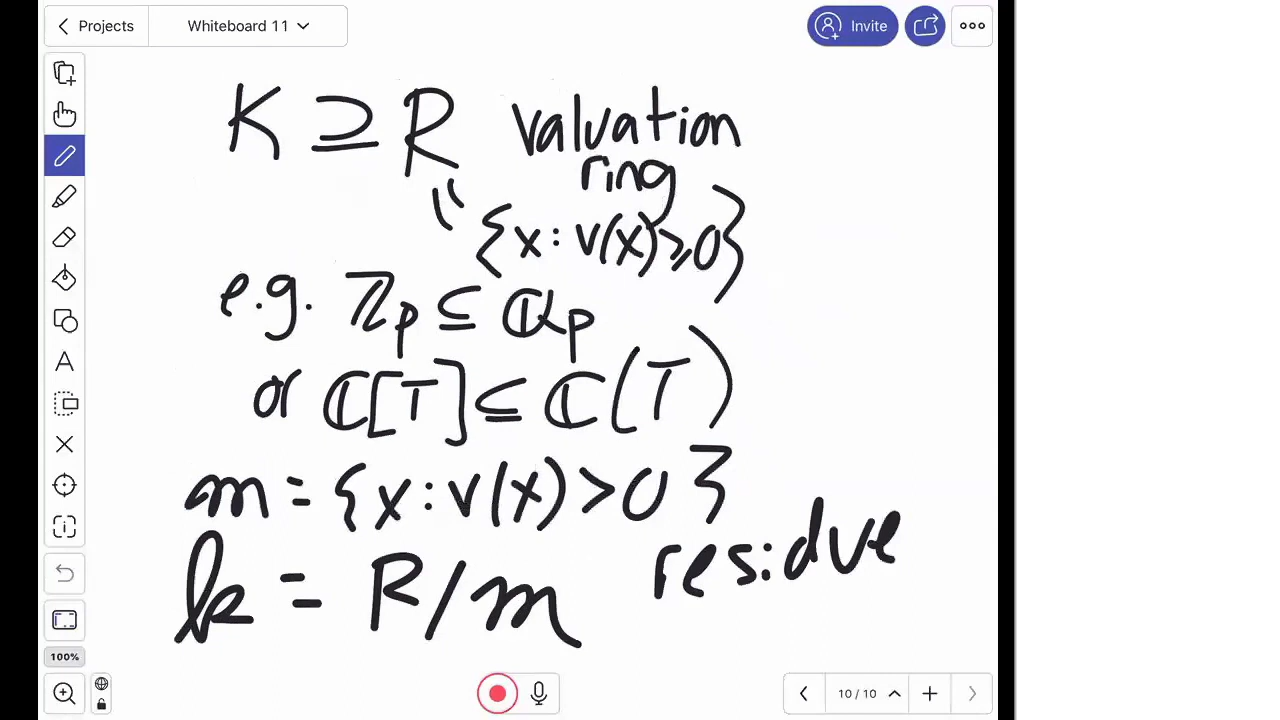 Projects
Whiteboard 11
Invite
K ⊇ R valuation
ring
" {x : v(x) ≥ 0}
e.g. ℤp ⊆ ℚp
or ℂ[T] ⊆ ℂ(T)
m = {x : v(x) > 0}
k = R/m residue
A
100%
10 / 10